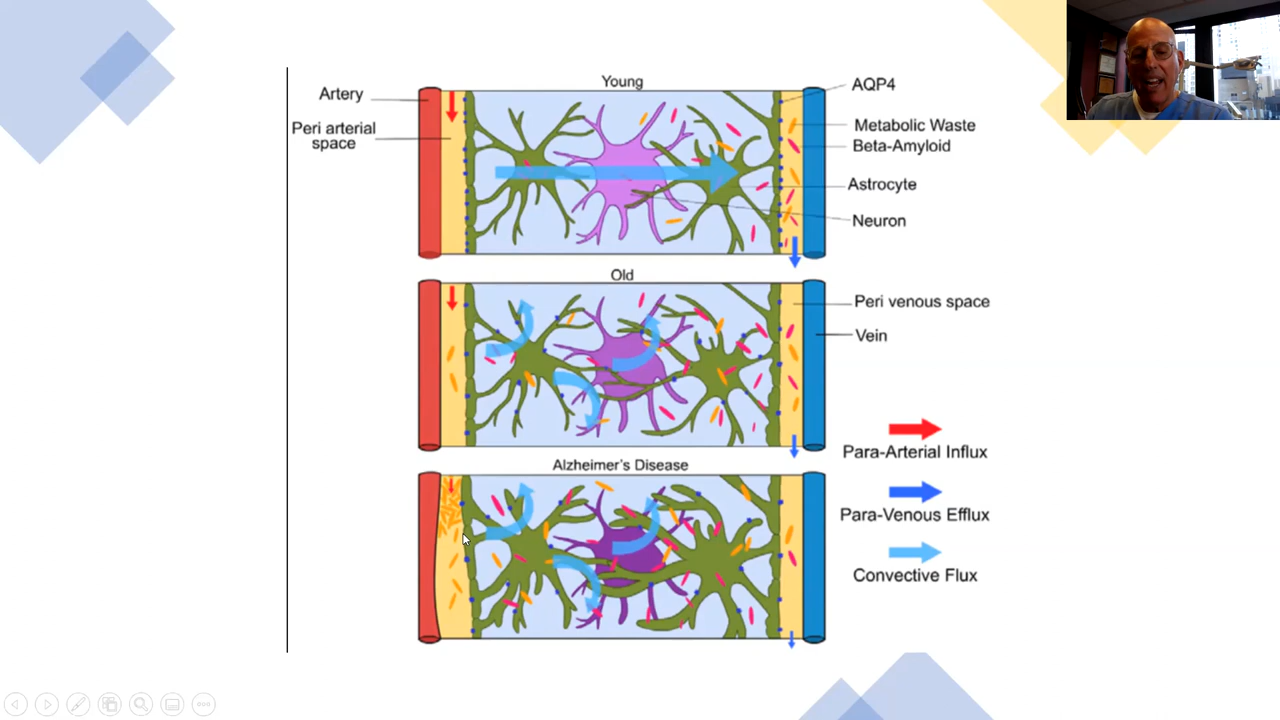 Young
Artery
Peri arterial
space
AQP4
Metabolic Waste
Beta-Amyloid
Astrocyte
Neuron
Old
Peri venous space
Vein
Para-Arterial Influx
Alzheimer's Disease
Para-Venous Efflux
Convective Flux